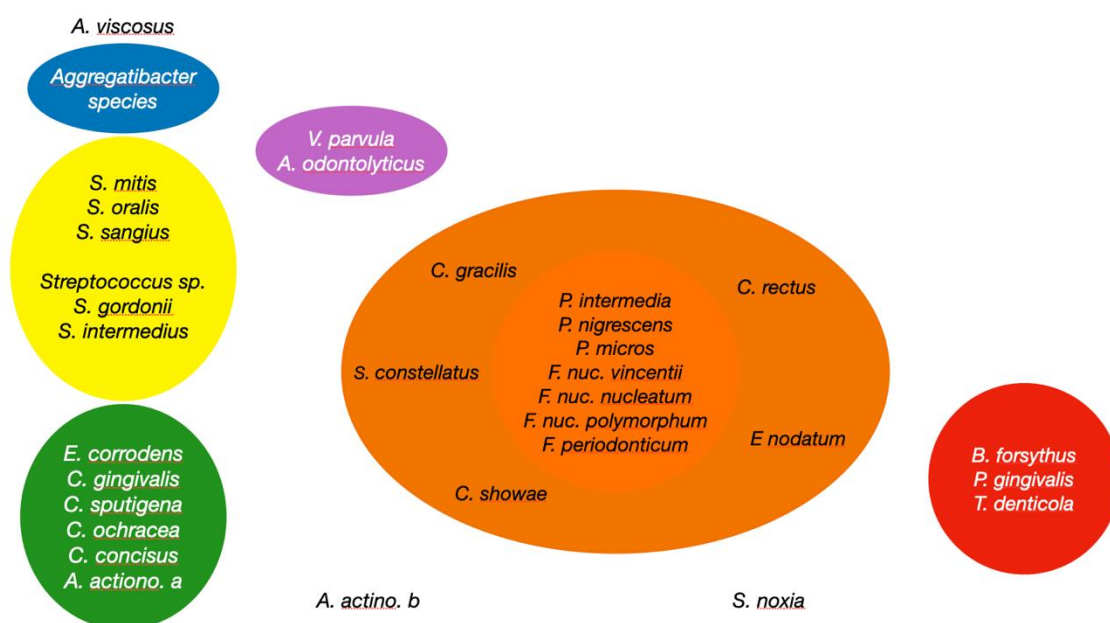 A. viscosus
Aggregatibacter
species
V. parvula
A. odontolyticus
S. mitis
S. oralis
S. sangius
Streptococcus sp.
S. gordonii
S. intermedius
C. gracilis
C. rectus
P. intermedia
P. nigrescens
P. micros
F. nuc. vincentii
F. nuc. nucleatum
F. nuc. polymorphum
F. periodonticum
S. constellatus
E nodatum
C. showae
E. corrodens
C. gingivalis
C. sputigena
C. ochracea
C. concisus
A. actiono. a
B. forsythus
P. gingivalis
T. denticola
A. actino. b
S. noxia